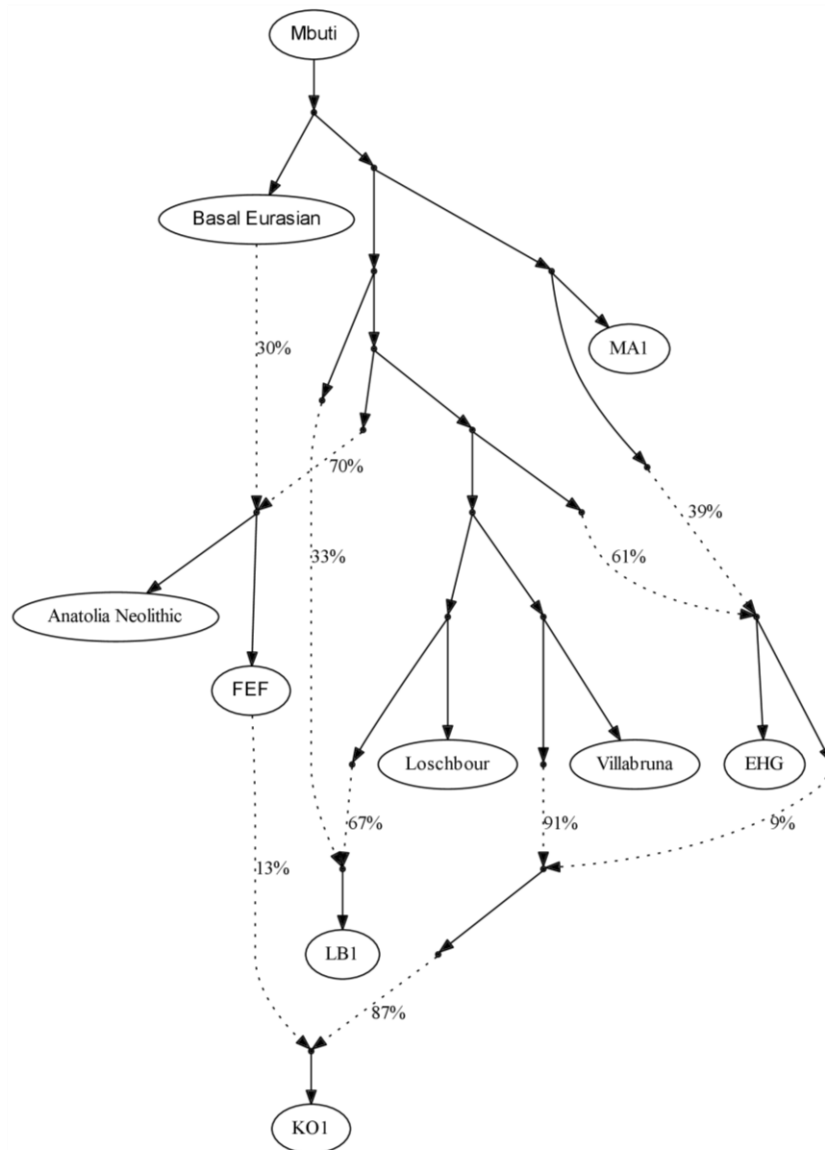 Mbuti
Basal Eurasian
30%
MA1
70%
39%
33%
61%
Anatolia Neolithic
FEF
Loschbour
Villabruna
EHG
67%
91%
9%
13%
LB1
87%
KO1